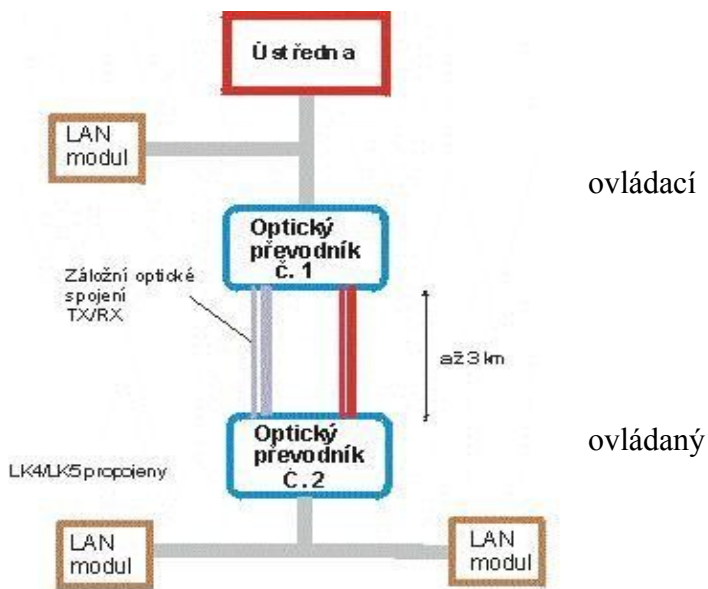 Ústředna
LAN
modul
ovládací
Optický
převodník
č. 1
Záložní optické
spojení
TX/RX
až 3 km
Optický
převodník
č. 2
ovládaný
LK4/LK5 propojeny
LAN
modul
LAN
modul